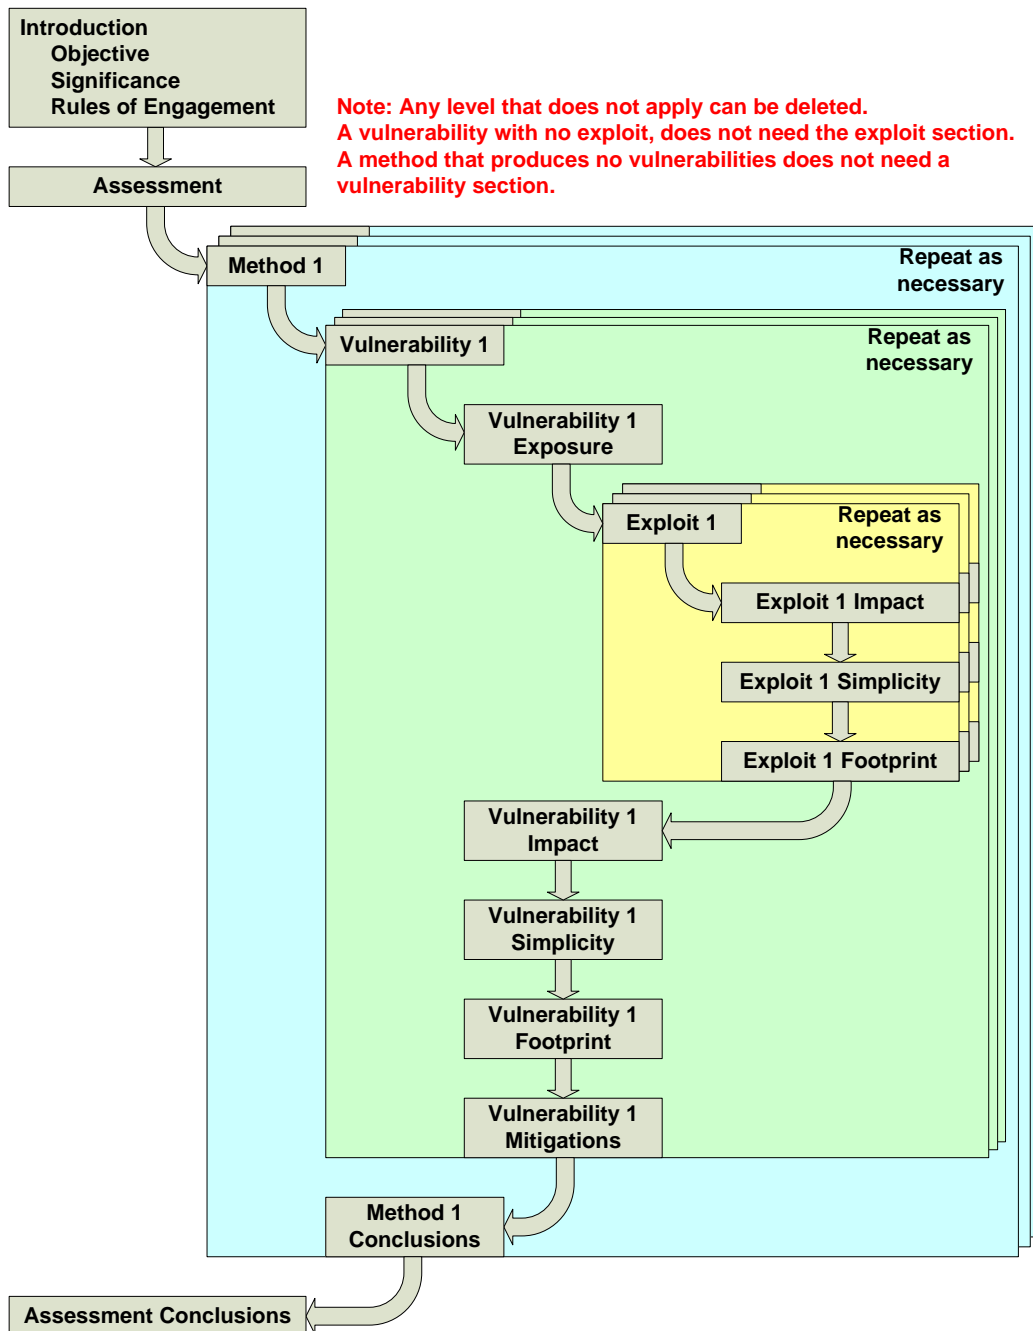 Introduction
Objective
Significance
Rules of Engagement
Note: Any level that does not apply can be deleted.
A vulnerability with no exploit, does not need the exploit section.
A method that produces no vulnerabilities does not need a
vulnerability section.
Assessment
Method 1
Repeat as
necessary
Vulnerability 1
Repeat as
necessary
Vulnerability 1
Exposure
Exploit 1
Repeat as
necessary
Exploit 1 Impact
Exploit 1 Simplicity
Exploit 1 Footprint
Vulnerability 1
Impact
Vulnerability 1
Simplicity
Vulnerability 1
Footprint
Vulnerability 1
Mitigations
Method 1
Conclusions
Assessment Conclusions